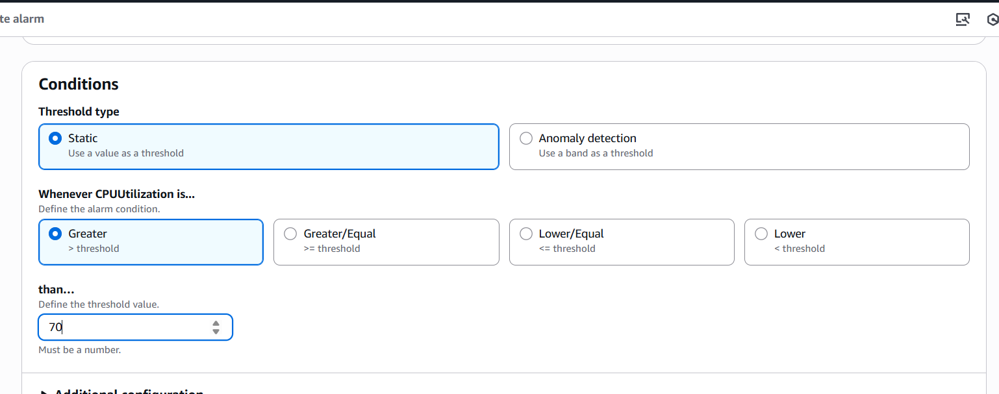 te alarm
Conditions
Threshold type
Static
Use a value as a threshold
Anomaly detection
Use a band as a threshold
Whenever CPUUtilization is...
Define the alarm condition.
Greater
> threshold
Greater/Equal
>= threshold
Lower/Equal
<= threshold
Lower
< threshold
than...
Define the threshold value.
70
Must be a number.
Additional configuration